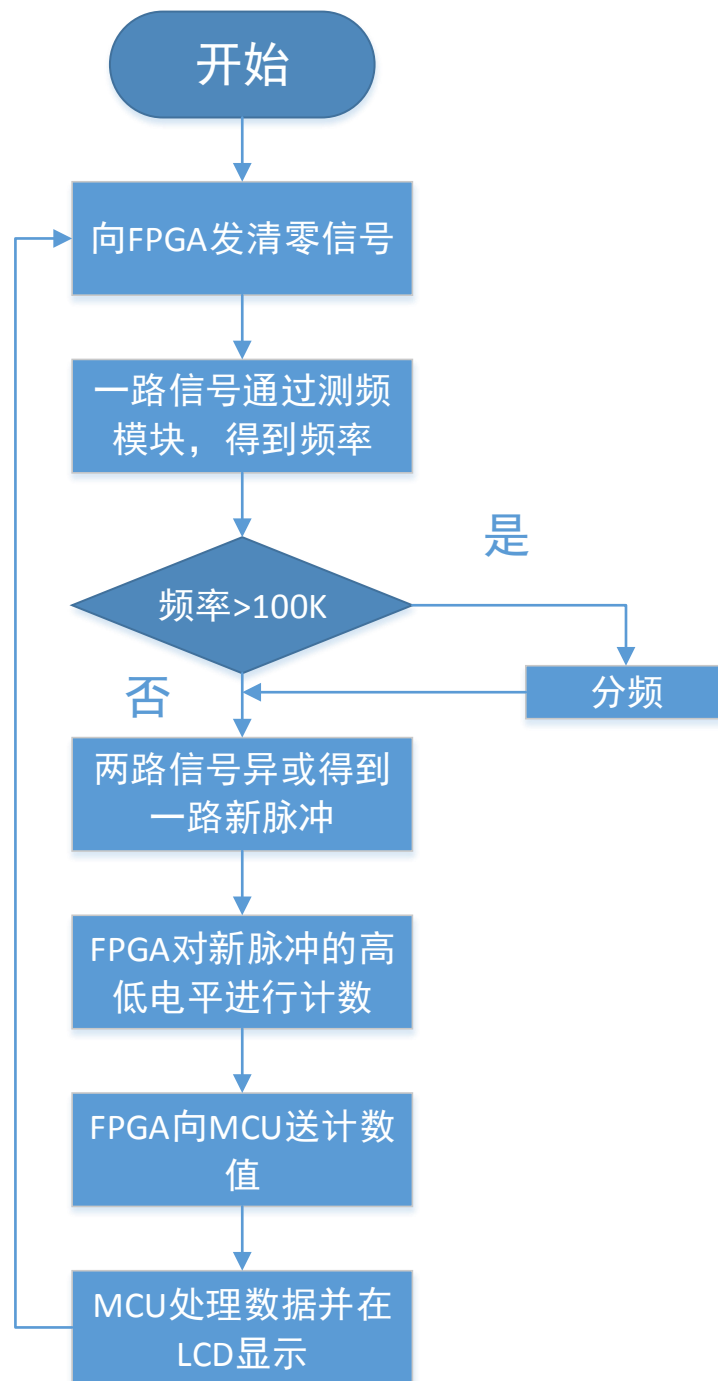 开始
向FPGA发清零信号
一路信号通过测频
模块，得到频率
是
频率>100K
否
分频
两路信号异或得到
一路新脉冲
FPGA对新脉冲的高
低电平进行计数
FPGA向MCU送计数
值
MCU处理数据并在
LCD显示